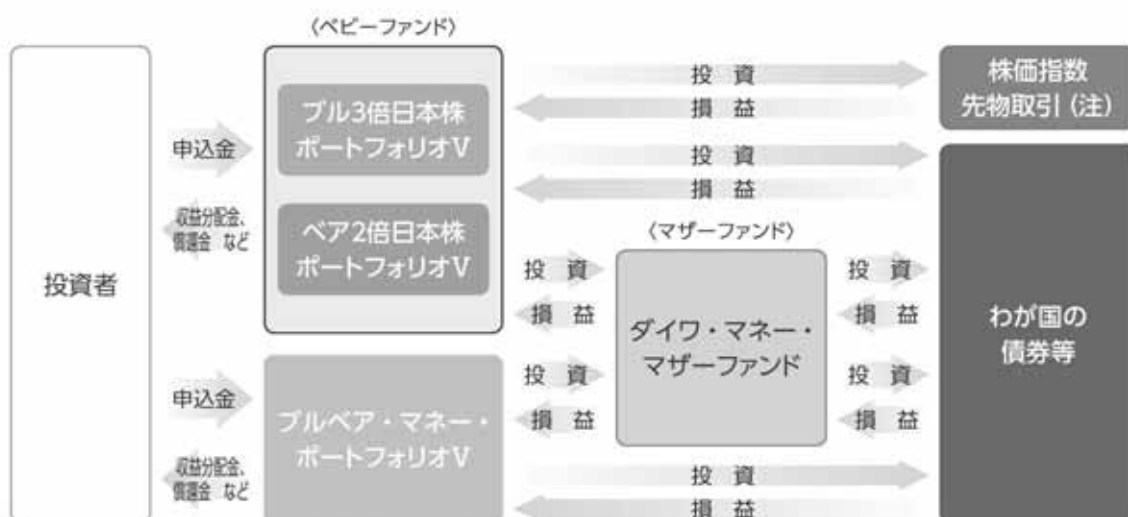 〈ベビーファンド〉
投資者
申込金
収益分配金、
償還金 など
ブル3倍日本株
ポートフォリオⅤ
ベア2倍日本株
ポートフォリオⅤ
投 資
損 益
投 資
損 益
株価指数
先物取引(注)
〈マザーファンド〉
投 資
損 益
ダイワ・マネー・
マザーファンド
投 資
損 益
わが国の
債券等
申込金
収益分配金、
償還金 など
ブルベア・マネー・
ポートフォリオⅤ
投 資
損 益
投 資
損 益
投 資
損 益